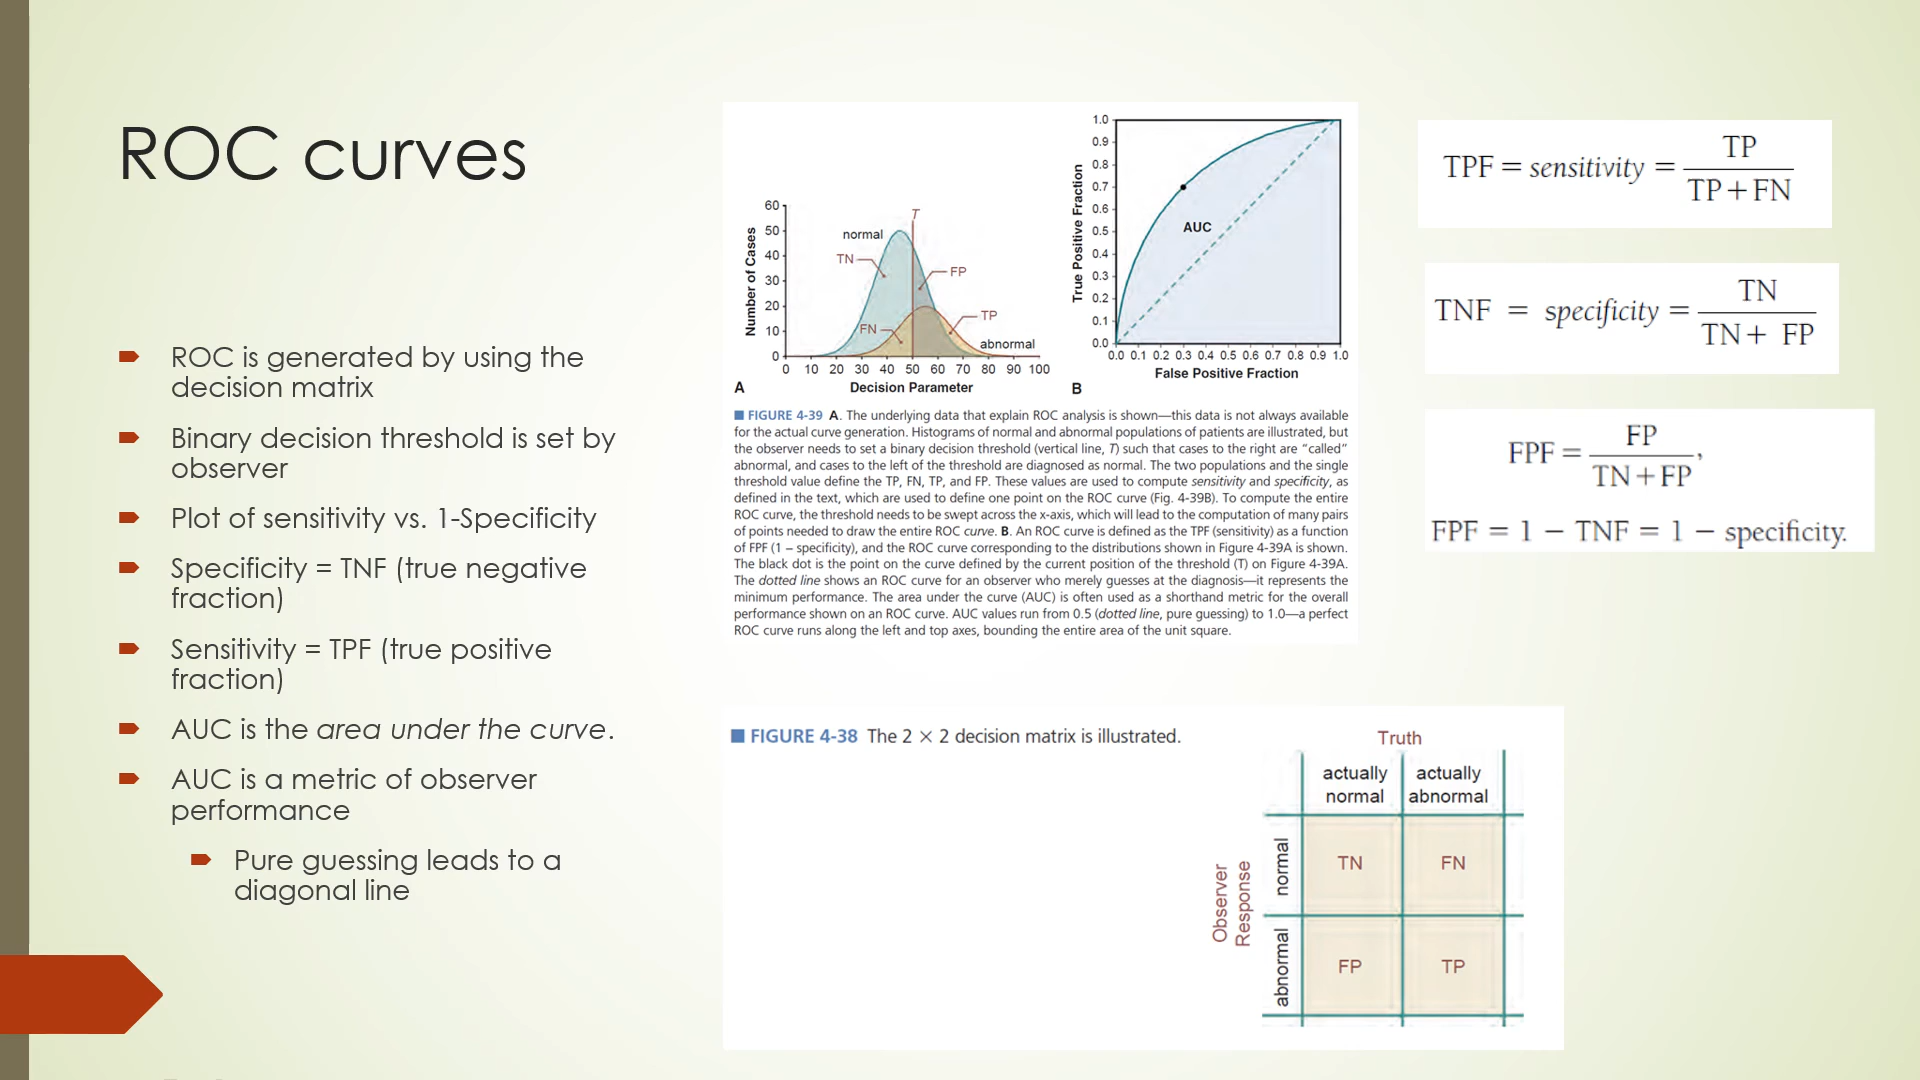 ROC curves
ROC is generated by using the
decision matrix
Binary decision threshold is set by
observer
Plot of sensitivity vs. 1-Specificity
Specificity = TNF (true negative
fraction)
Sensitivity = TPF (true positive
fraction)
AUC is the area under the curve.
AUC is a metric of observer
performance
Pure guessing leads to a
diagonal line
60
50
40
30
20
10
0
Number of Cases
normal
T
TN
FP
FN
TP
abnormal
0 10 20 30 40 50 60 70 80 90 100
Decision Parameter
A
1.0
0.9
0.8
0.7
0.6
0.5
0.4
0.3
0.2
0.1
0.0
True Positive Fraction
AUC
0.0 0.1 0.2 0.3 0.4 0.5 0.6 0.7 0.8 0.9 1.0
False Positive Fraction
B
■ FIGURE 4-39 A. The underlying data that explain ROC analysis is shown—this data is not always available
for the actual curve generation. Histograms of normal and abnormal populations of patients are illustrated, but
the observer needs to set a binary decision threshold (vertical line, T) such that cases to the right are “called”
abnormal, and cases to the left of the threshold are diagnosed as normal. The two populations and the single
threshold value define the TP, FN, TP, and FP. These values are used to compute sensitivity and specificity, as
defined in the text, which are used to define one point on the ROC curve (Fig. 4-39B). To compute the entire
ROC curve, the threshold needs to be swept across the x-axis, which will lead to the computation of many pairs
of points needed to draw the entire ROC curve. B. An ROC curve is defined as the TPF (sensitivity) as a function
of FPF (1 − specificity), and the ROC curve corresponding to the distributions shown in Figure 4-39A is shown.
The black dot is the point on the curve defined by the current position of the threshold (T) on Figure 4-39A.
The dotted line shows an ROC curve for an observer who merely guesses at the diagnosis—it represents the
minimum performance. The area under the curve (AUC) is often used as a shorthand metric for the overall
performance shown on an ROC curve. AUC values run from 0.5 (dotted line, pure guessing) to 1.0—a perfect
ROC curve runs along the left and top axes, bounding the entire area of the unit square.
TPF = sensitivity = TP / TP + FN
TNF = specificity = TN / TN + FP
FPF = FP / TN + FP,
FPF = 1 − TNF = 1 − specificity.
■ FIGURE 4-38 The 2 × 2 decision matrix is illustrated.
Truth
actually normal
actually abnormal
Observer Response
normal
TN FN
abnormal
FP TP